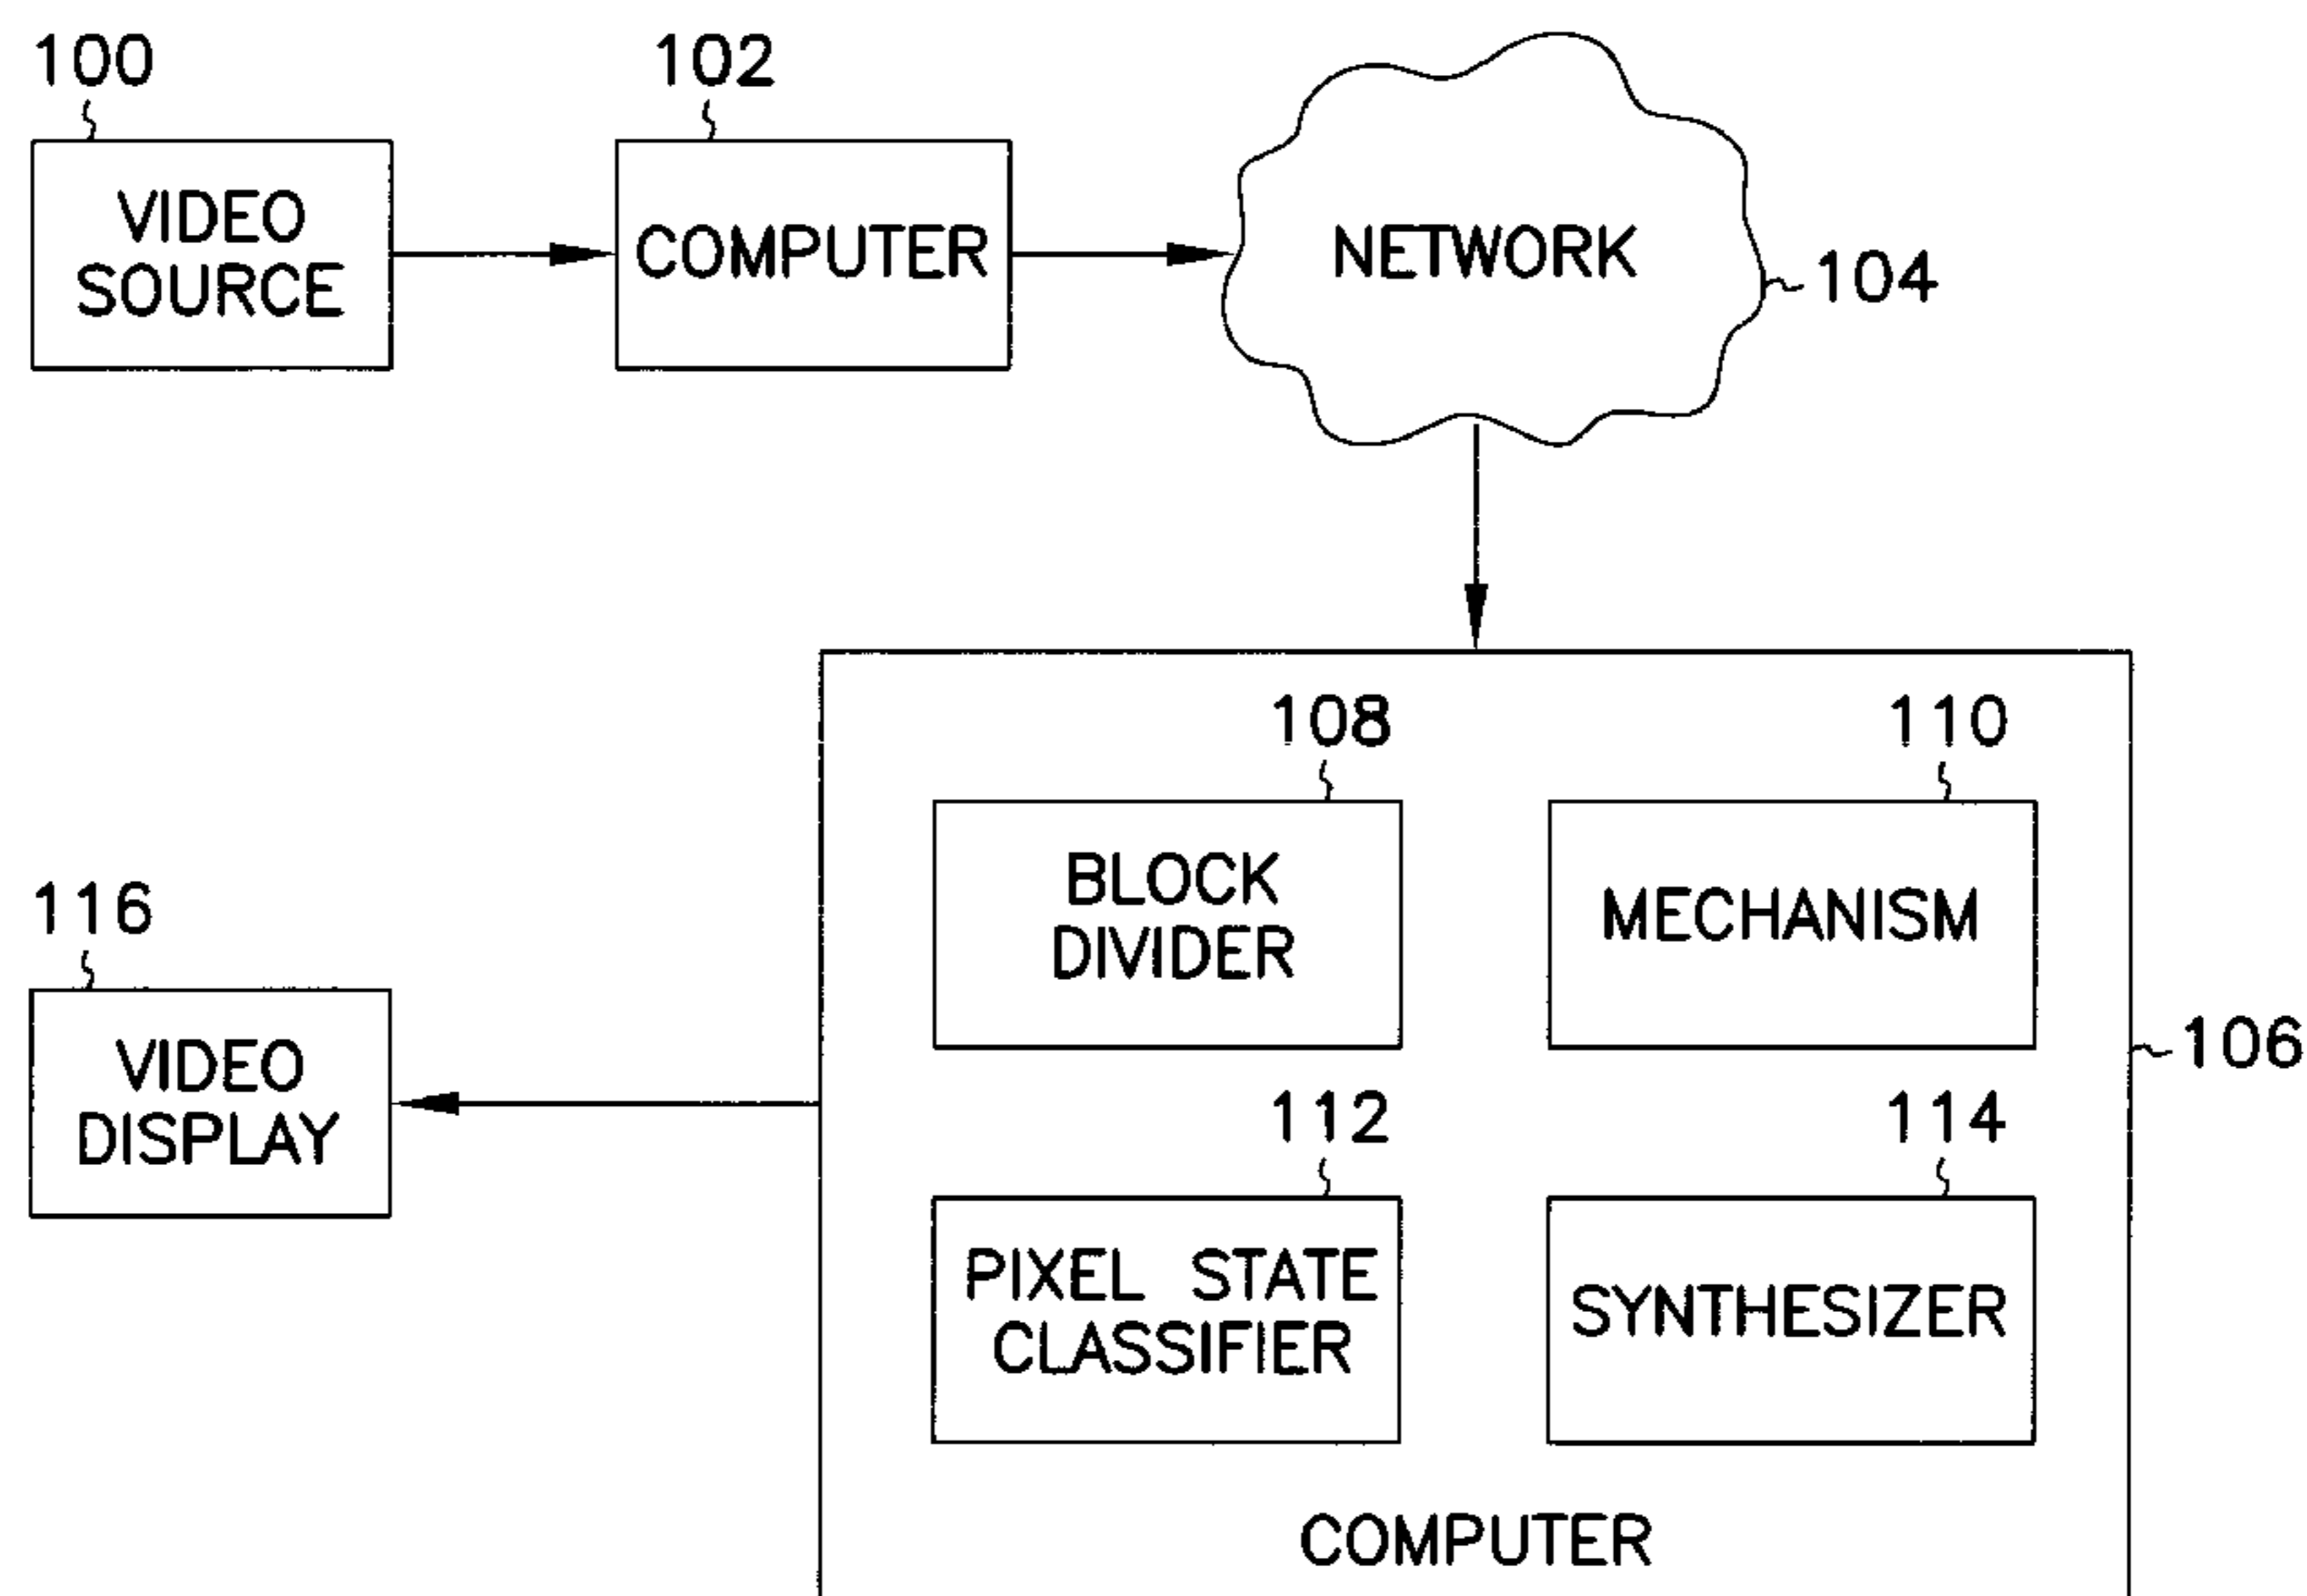 100
VIDEO
SOURCE
102
COMPUTER
NETWORK
104
108
BLOCK
DIVIDER
110
MECHANISM
106
116
VIDEO
DISPLAY
112
PIXEL STATE
CLASSIFIER
114
SYNTHESIZER
COMPUTER